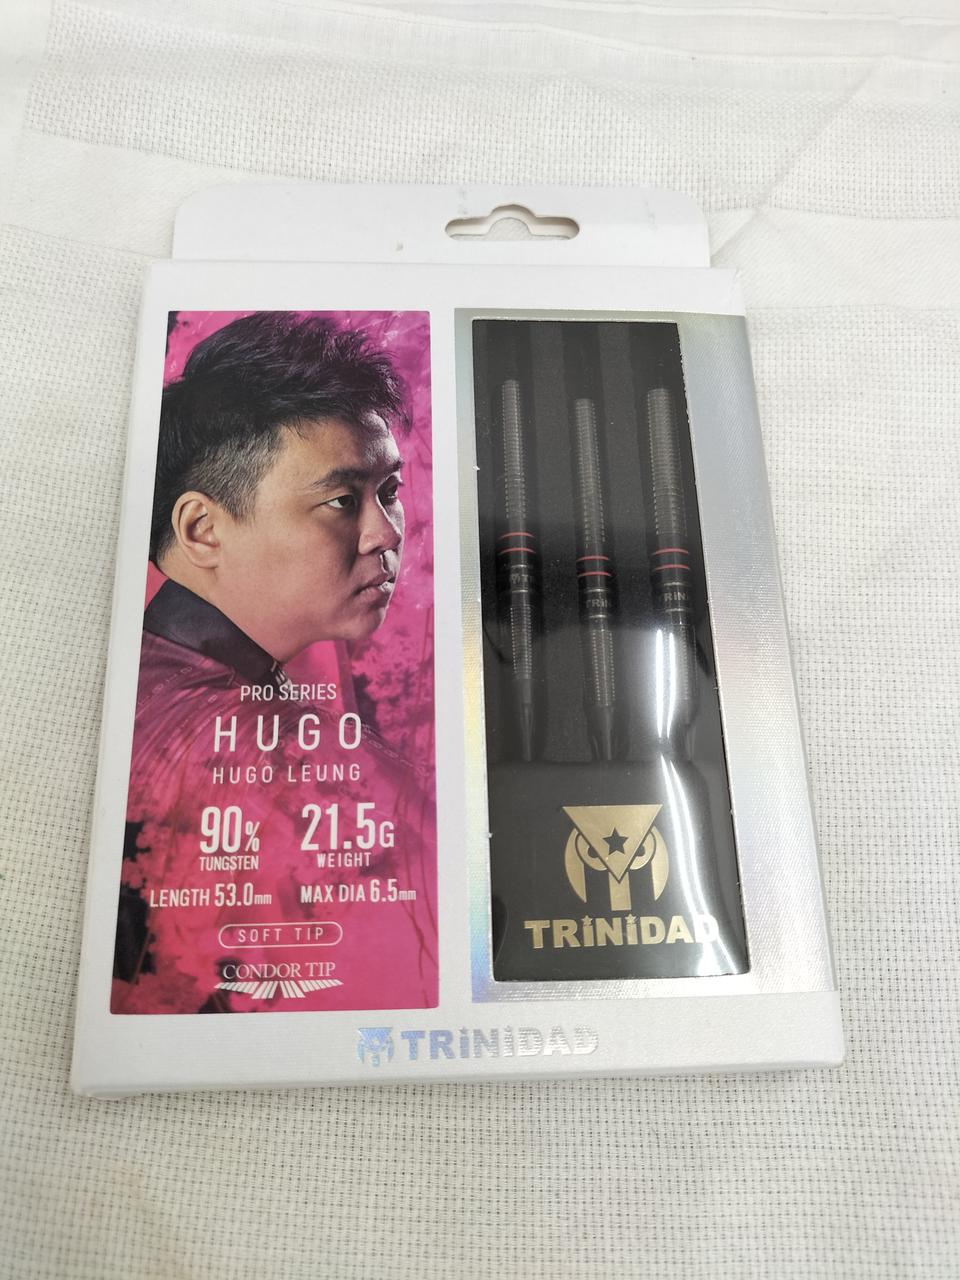 PRO SERIES
HUGO
HUGO LEUNG
90% TUNGSTEN
21.5G WEIGHT
LENGTH 53.0mm
MAX DIA 6.5mm
SOFT TIP
CONDOR TIP
TRiNiDAD
TRiNiDAD